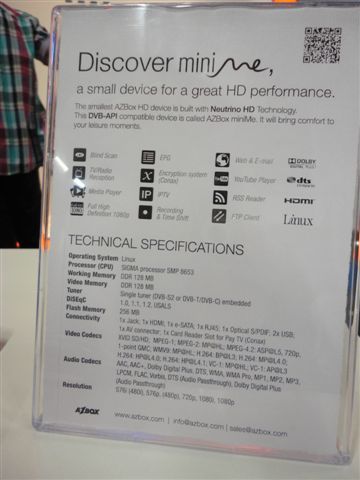 Discover miniMe,
a small device for a great HD performance.
The smallest AZBox HD device is built with Neutrino HD Technology.
This DVB-API compatible device is called AZBox miniMe. It will bring comfort to
your leisure moments.
Blind Scan
EPG
Web & E-mail
DOLBY
DIGITAL PLUS
TV/Radio
Reception
Encryption system
(Conax)
You Tube
YouTube Player
dts
Media Player
IP
IPTV
RSS Reader
HDMI
Full High
Definition 1080p
Recording
& Time Shift
FTP Client
Linux
TECHNICAL SPECIFICATIONS
Operating System Linux
Processor (CPU) SIGMA processor SMP 8653
Working Memory DDR 128 MB
Video Memory DDR 128 MB
Tuner Single tuner (DVB-S2 or DVB-T/DVB-C) embedded
DiSEqC 1.0, 1.1, 1.2, USALS
Flash Memory 256 MB
Connectivity 1x Jack; 1x HDMI; 1x e-SATA; 1x RJ45; 1x Optical S/PDIF; 2x USB;
1x AV connector; 1x Card Reader Slot for Pay TV (Conax)
Video Codecs XVID SD/HD; MPEG-1; MPEG-2: MP@HL; MPEG-4.2: ASP@L5, 720p,
1-point GMC; WMV9: MP@HL; H.264: BP@L3; H.264: MP@L4.0;
H.264: HP@L4.0; H.264: HP@L4.1; VC-1: MP@HL; VC-1: AP@L3
Audio Codecs AAC, AAC+, Dolby Digital Plus, DTS, WMA, WMA Pro, MP1, MP2, MP3,
LPCM, FLAC, Vorbis, DTS (Audio Passthrough), Dolby Digital Plus
(Audio Passthrough)
Resolution 576i (480i), 576p, (480p), 720p, 1080i, 1080p
AZBOX
www.azbox.com | info@azbox.com | sales@azbox.com